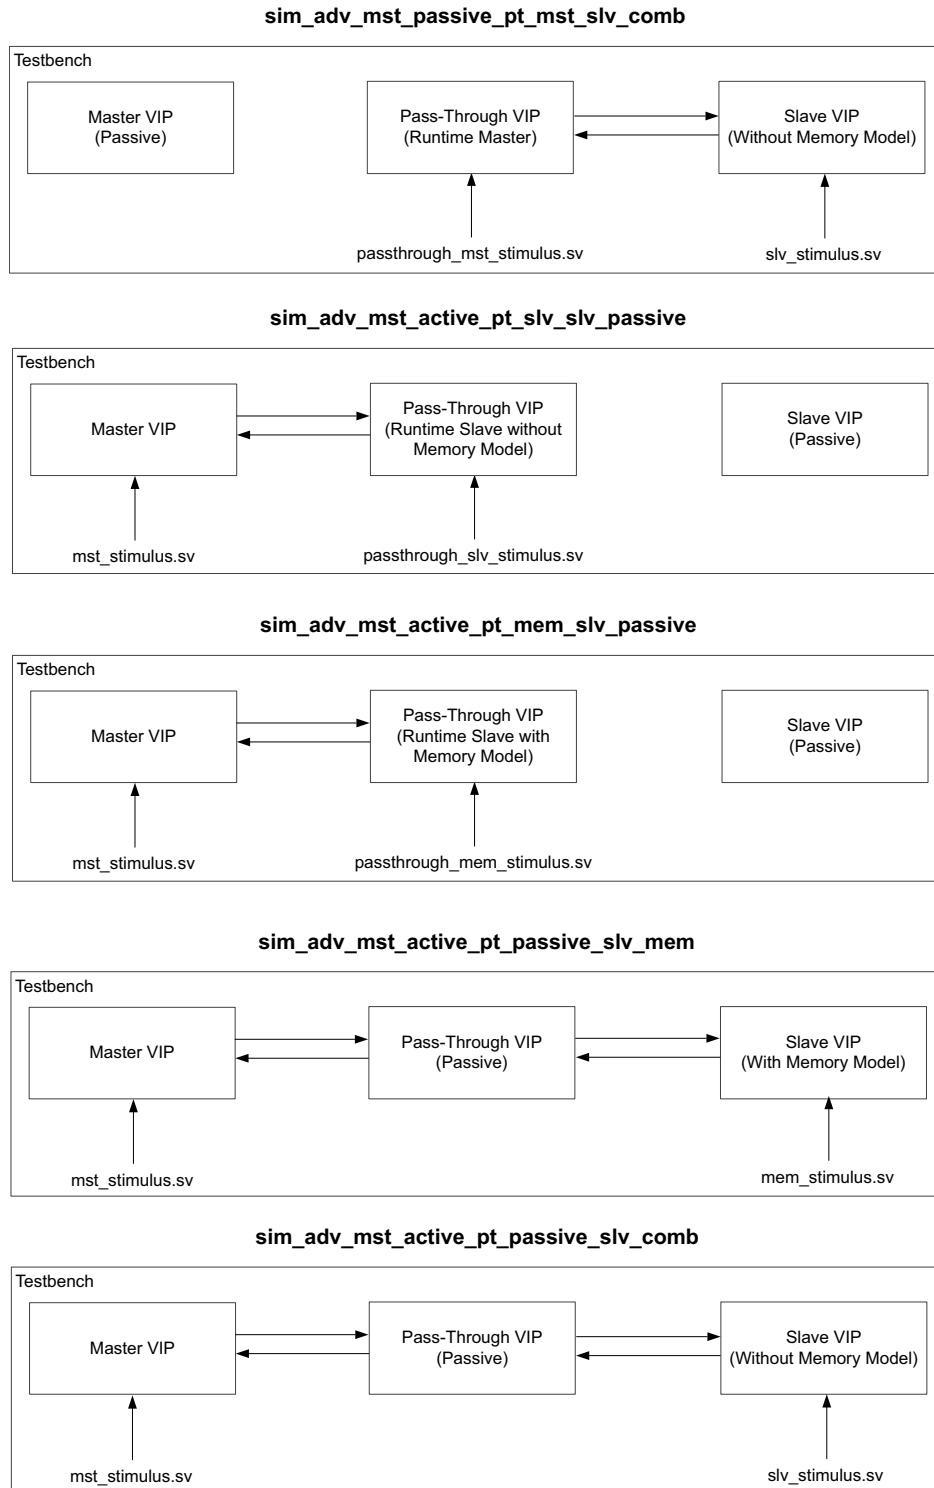 sim_adv_mst_passive_pt_mst_slv_comb
Testbench
Master VIP
(Passive)
Pass-Through VIP
(Runtime Master)
Slave VIP
(Without Memory Model)
passthrough_mst_stimulus.sv
slv_stimulus.sv
sim_adv_mst_active_pt_slv_slv_passive
Testbench
Master VIP
Pass-Through VIP
(Runtime Slave without
Memory Model)
Slave VIP
(Passive)
mst_stimulus.sv
passthrough_slv_stimulus.sv
sim_adv_mst_active_pt_mem_slv_passive
Testbench
Master VIP
Pass-Through VIP
(Runtime Slave with
Memory Model)
Slave VIP
(Passive)
mst_stimulus.sv
passthrough_mem_stimulus.sv
sim_adv_mst_active_pt_passive_slv_mem
Testbench
Master VIP
Pass-Through VIP
(Passive)
Slave VIP
(With Memory Model)
mst_stimulus.sv
mem_stimulus.sv
sim_adv_mst_active_pt_passive_slv_comb
Testbench
Master VIP
Pass-Through VIP
(Passive)
Slave VIP
(Without Memory Model)
mst_stimulus.sv
slv_stimulus.sv